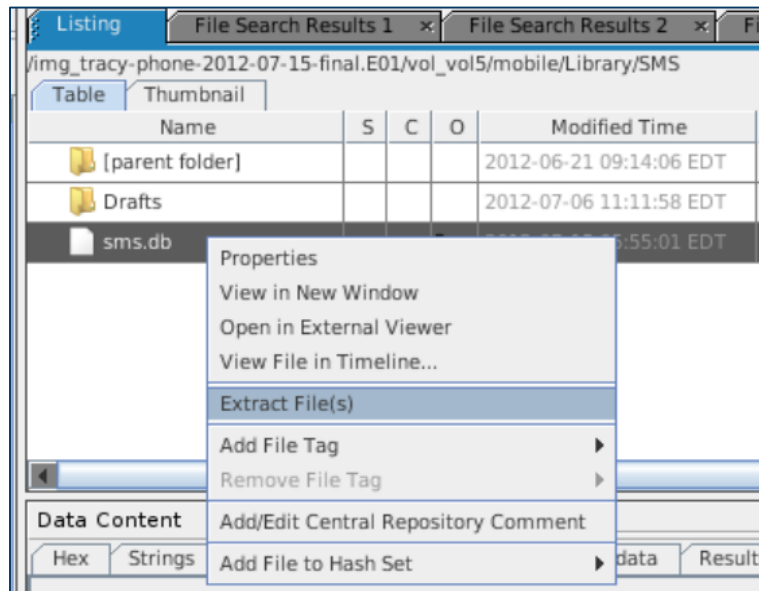 Listing File Search Results 1 × File Search Results 2 × Fi
/img_tracy-phone-2012-07-15-final.E01/vol_vol5/mobile/Library/SMS
Table Thumbnail
Name S C O Modified Time
[parent folder] 2012-06-21 09:14:06 EDT
Drafts 2012-07-06 11:11:58 EDT
sms.db :55:01 EDT
Properties
View in New Window
Open in External Viewer
View File in Timeline...
Extract File(s)
Add File Tag
Remove File Tag
Data Content Add/Edit Central Repository Comment
Hex Strings Add File to Hash Set data Result